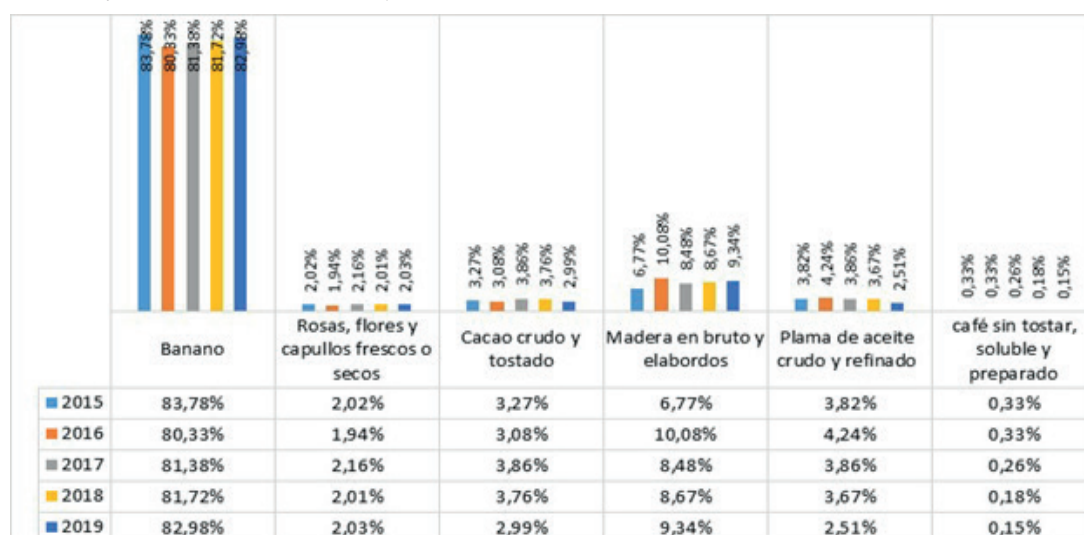 83,78%
80,33%
81,38%
81,72%
82,98%
2,02%
1,94%
2,16%
2,01%
2,03%
3,27%
3,08%
3,86%
3,76%
2,99%
6,77%
10,08%
8,48%
8,67%
9,34%
3,82%
4,24%
3,86%
3,67%
2,51%
0,33%
0,33%
0,26%
0,18%
0,15%
Banano
Rosas, flores y
capullos frescos o
secos
Cacao crudo y
tostado
Madera en bruto y
elabordos
Plama de aceite
crudo y refinado
café sin tostar,
soluble y
preparado
2015 83,78% 2,02% 3,27% 6,77% 3,82% 0,33%
2016 80,33% 1,94% 3,08% 10,08% 4,24% 0,33%
2017 81,38% 2,16% 3,86% 8,48% 3,86% 0,26%
2018 81,72% 2,01% 3,76% 8,67% 3,67% 0,18%
2019 82,98% 2,03% 2,99% 9,34% 2,51% 0,15%